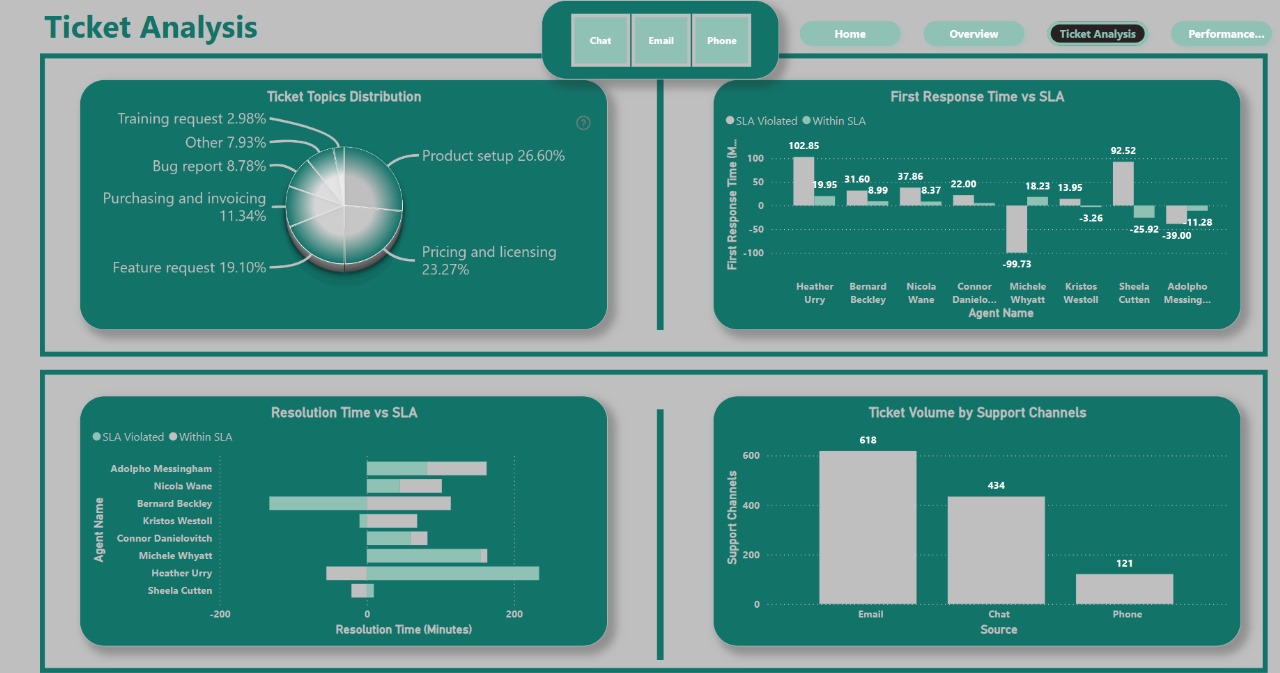 Ticket Analysis
Chat
Email
Phone
Home
Overview
Ticket Analysis
Performance...
Ticket Topics Distribution
Training request 2.98%
Other 7.93%
Bug report 8.78%
Purchasing and invoicing
11.34%
Feature request 19.10%
Product setup 26.60%
Pricing and licensing
23.27%
?
First Response Time vs SLA
SLA Violated
Within SLA
First Response Time (M...
100
50
0
-50
-100
102.85
19.95
31.60
8.99
37.86
8.37
22.00
-99.73
18.23
13.95
-3.26
92.52
-25.92
-39.00
-11.28
Heather
Urry
Bernard
Beckley
Nicola
Wane
Connor
Danielo...
Michele
Whyatt
Kristos
Westoll
Sheela
Cutten
Adolpho
Messing...
Agent Name
Resolution Time vs SLA
SLA Violated
Within SLA
Agent Name
Adolpho Messingham
Nicola Wane
Bernard Beckley
Kristos Westoll
Connor Danielovitch
Michele Whyatt
Heather Urry
Sheela Cutten
-200
0
200
Resolution Time (Minutes)
Ticket Volume by Support Channels
Support Channels
600
400
200
0
618
434
121
Email
Chat
Phone
Source